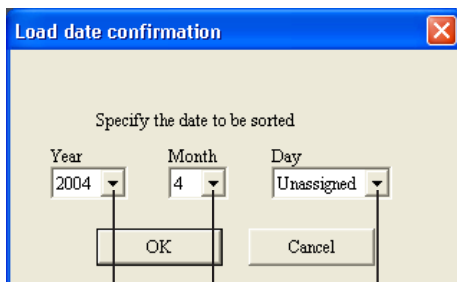 Load date confirmation
Specify the date to be sorted
Year Month Day
2004 4 Unassigned
OK Cancel